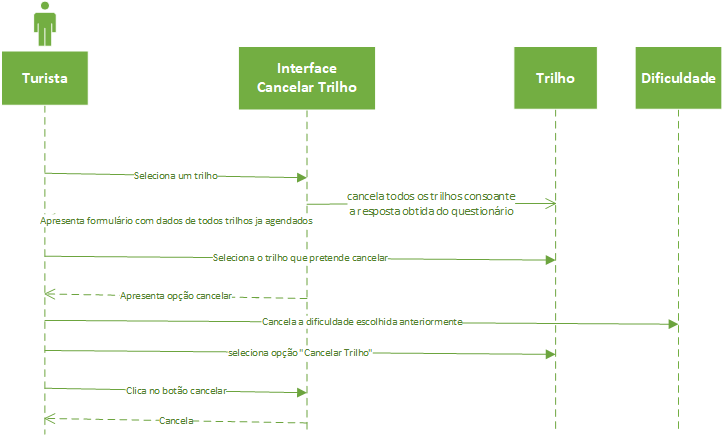 Turista
Interface
Cancelar Trilho
Trilho
Dificuldade
Seleciona um trilho
cancela todos os trilhos consoante
a resposta obtida do questionário
Apresenta formulário com dados de todos trilhos ja agendados
Seleciona o trilho que pretende cancelar
Apresenta opção cancelar
Cancela a dificuldade escolhida anteriormente
seleciona opção "Cancelar Trilho"
Clica no botão cancelar
Cancela